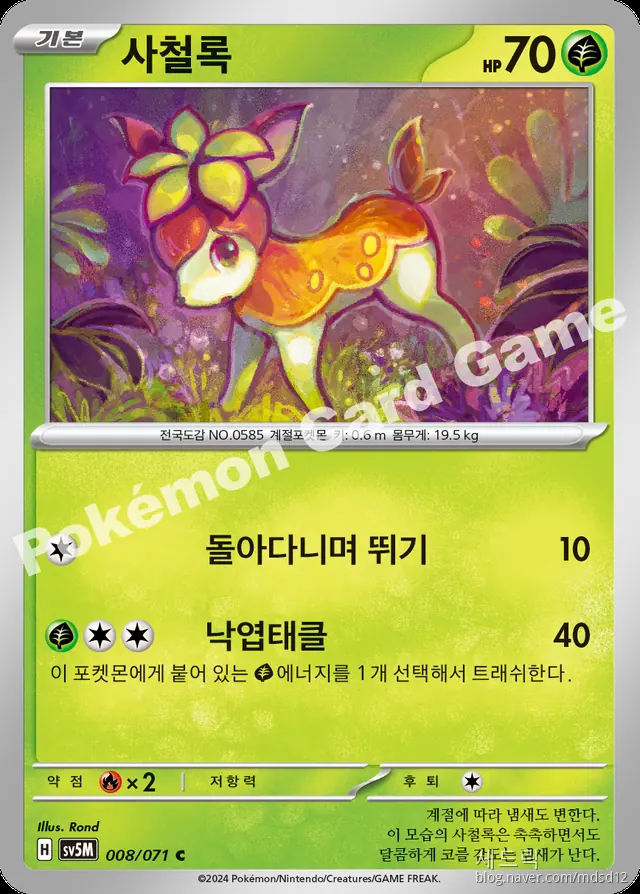 기본 사철록 HP 70
전국도감 NO.0585 계절포켓몬 키: 0.6 m 몸무게: 19.5 kg
Pokémon Card Game
돌아다니며 뛰기 10
낙엽태클 40
이 포켓몬에게 붙어 있는 에너지를 1개 선택해서 트래쉬한다.
약점 ×2 저항력 후퇴
계절에 따라 냄새도 변한다.
이 모습의 사철록은 촉촉하면서도
달콤하게 코를 냄새가 난다.
Illus. Rond
H SV5M 008/071 C
©2024 Pokémon/Nintendo/Creatures/GAME FREAK.
blog.naver.com/mdsd12